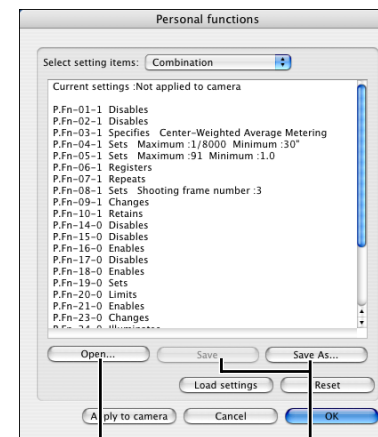 Personal functions
Select setting items: Combination
Current settings :Not applied to camera
P.Fn-01-1 Disables
P.Fn-02-1 Disables
P.Fn-03-1 Specifies Center-Weighted Average Metering
P.Fn-04-1 Sets Maximum :1/8000 Minimum :30"
P.Fn-05-1 Sets Maximum :91 Minimum :1.0
P.Fn-06-1 Registers
P.Fn-07-1 Repeats
P.Fn-08-1 Sets Shooting frame number :3
P.Fn-09-1 Changes
P.Fn-10-1 Retains
P.Fn-14-0 Disables
P.Fn-15-0 Disables
P.Fn-16-0 Enables
P.Fn-17-0 Disables
P.Fn-18-0 Enables
P.Fn-19-0 Sets
P.Fn-20-0 Limits
P.Fn-21-0 Enables
P.Fn-23-0 Changes
Open... Save Save As...
Load settings Reset
Apply to camera Cancel OK